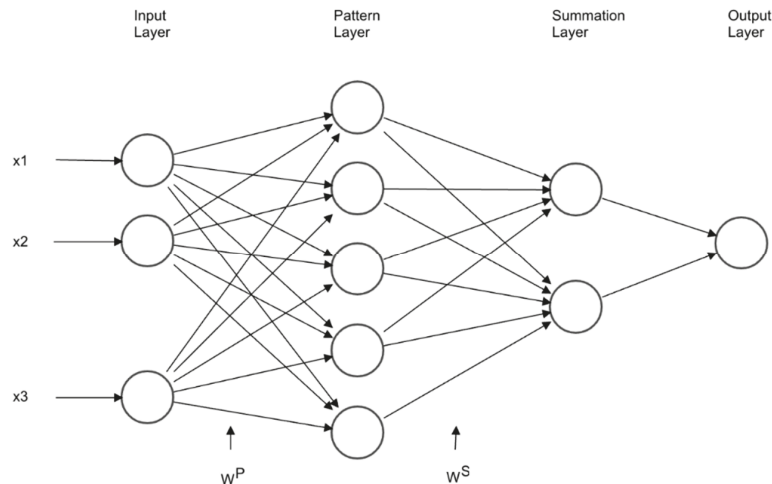 Input
Layer
Pattern
Layer
Summation
Layer
Output
Layer
x1
x2
x3
W^P
W^S